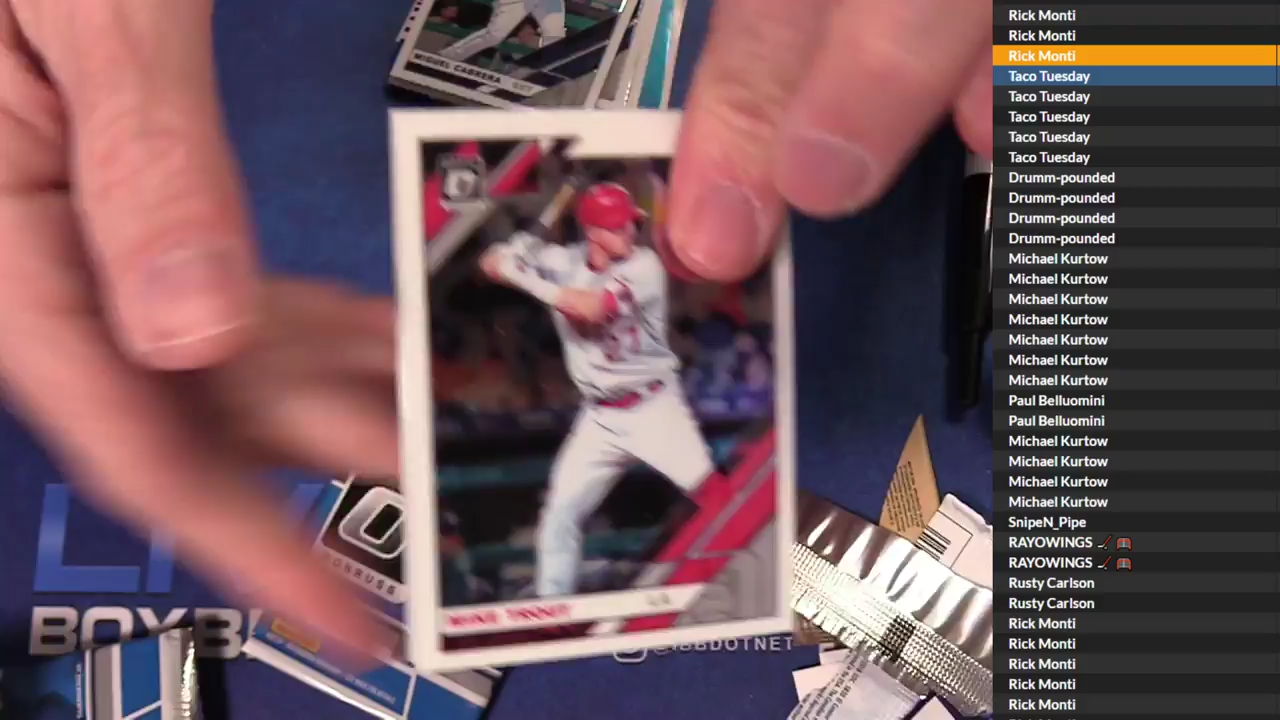 Rick Monti
Rick Monti
Rick Monti
Taco Tuesday
Taco Tuesday
Taco Tuesday
Taco Tuesday
Taco Tuesday
Drumm-pounded
Drumm-pounded
Drumm-pounded
Drumm-pounded
Michael Kurtow
Michael Kurtow
Michael Kurtow
Michael Kurtow
Michael Kurtow
Michael Kurtow
Michael Kurtow
Paul Belluomini
Paul Belluomini
Michael Kurtow
Michael Kurtow
Michael Kurtow
Michael Kurtow
SnipeN_Pipe
RAYOWINGS
RAYOWINGS
Rusty Carlson
Rusty Carlson
Rick Monti
Rick Monti
Rick Monti
Rick Monti
Rick Monti
MIGUEL CABRERA
MIKE TROUT